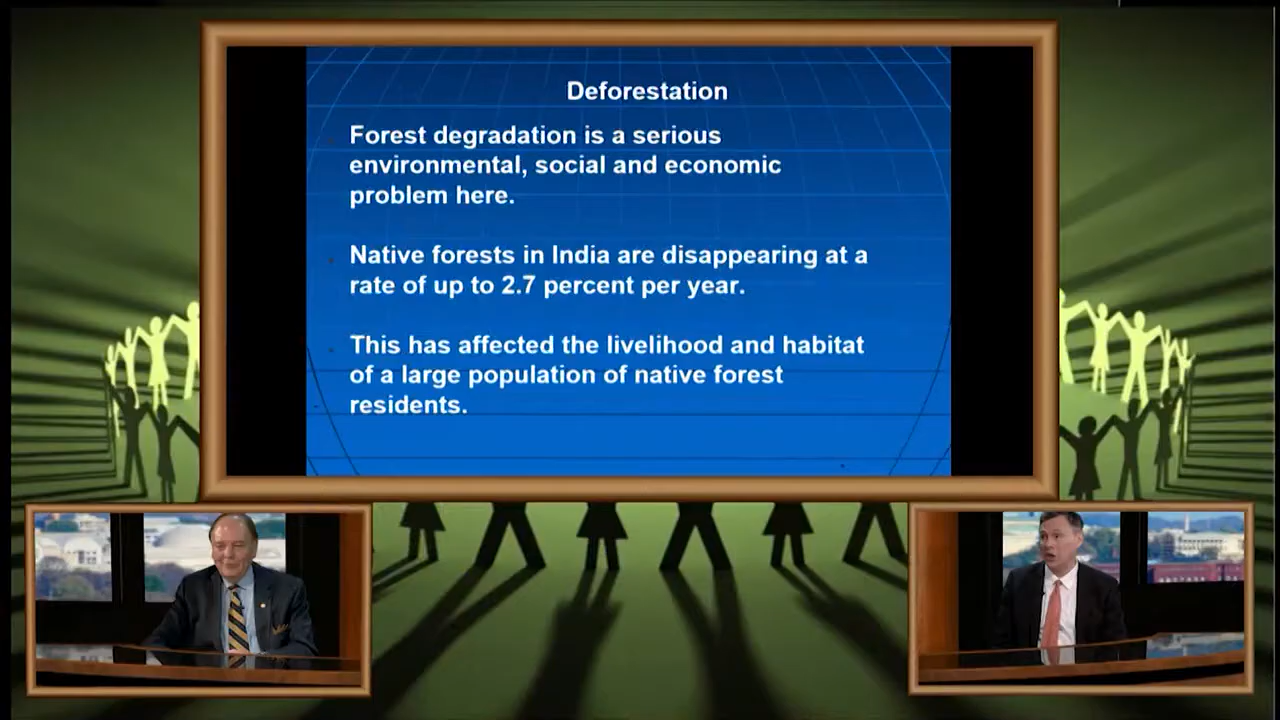 Deforestation
Forest degradation is a serious
environmental, social and economic
problem here.
Native forests in India are disappearing at a
rate of up to 2.7 percent per year.
This has affected the livelihood and habitat
of a large population of native forest
residents.